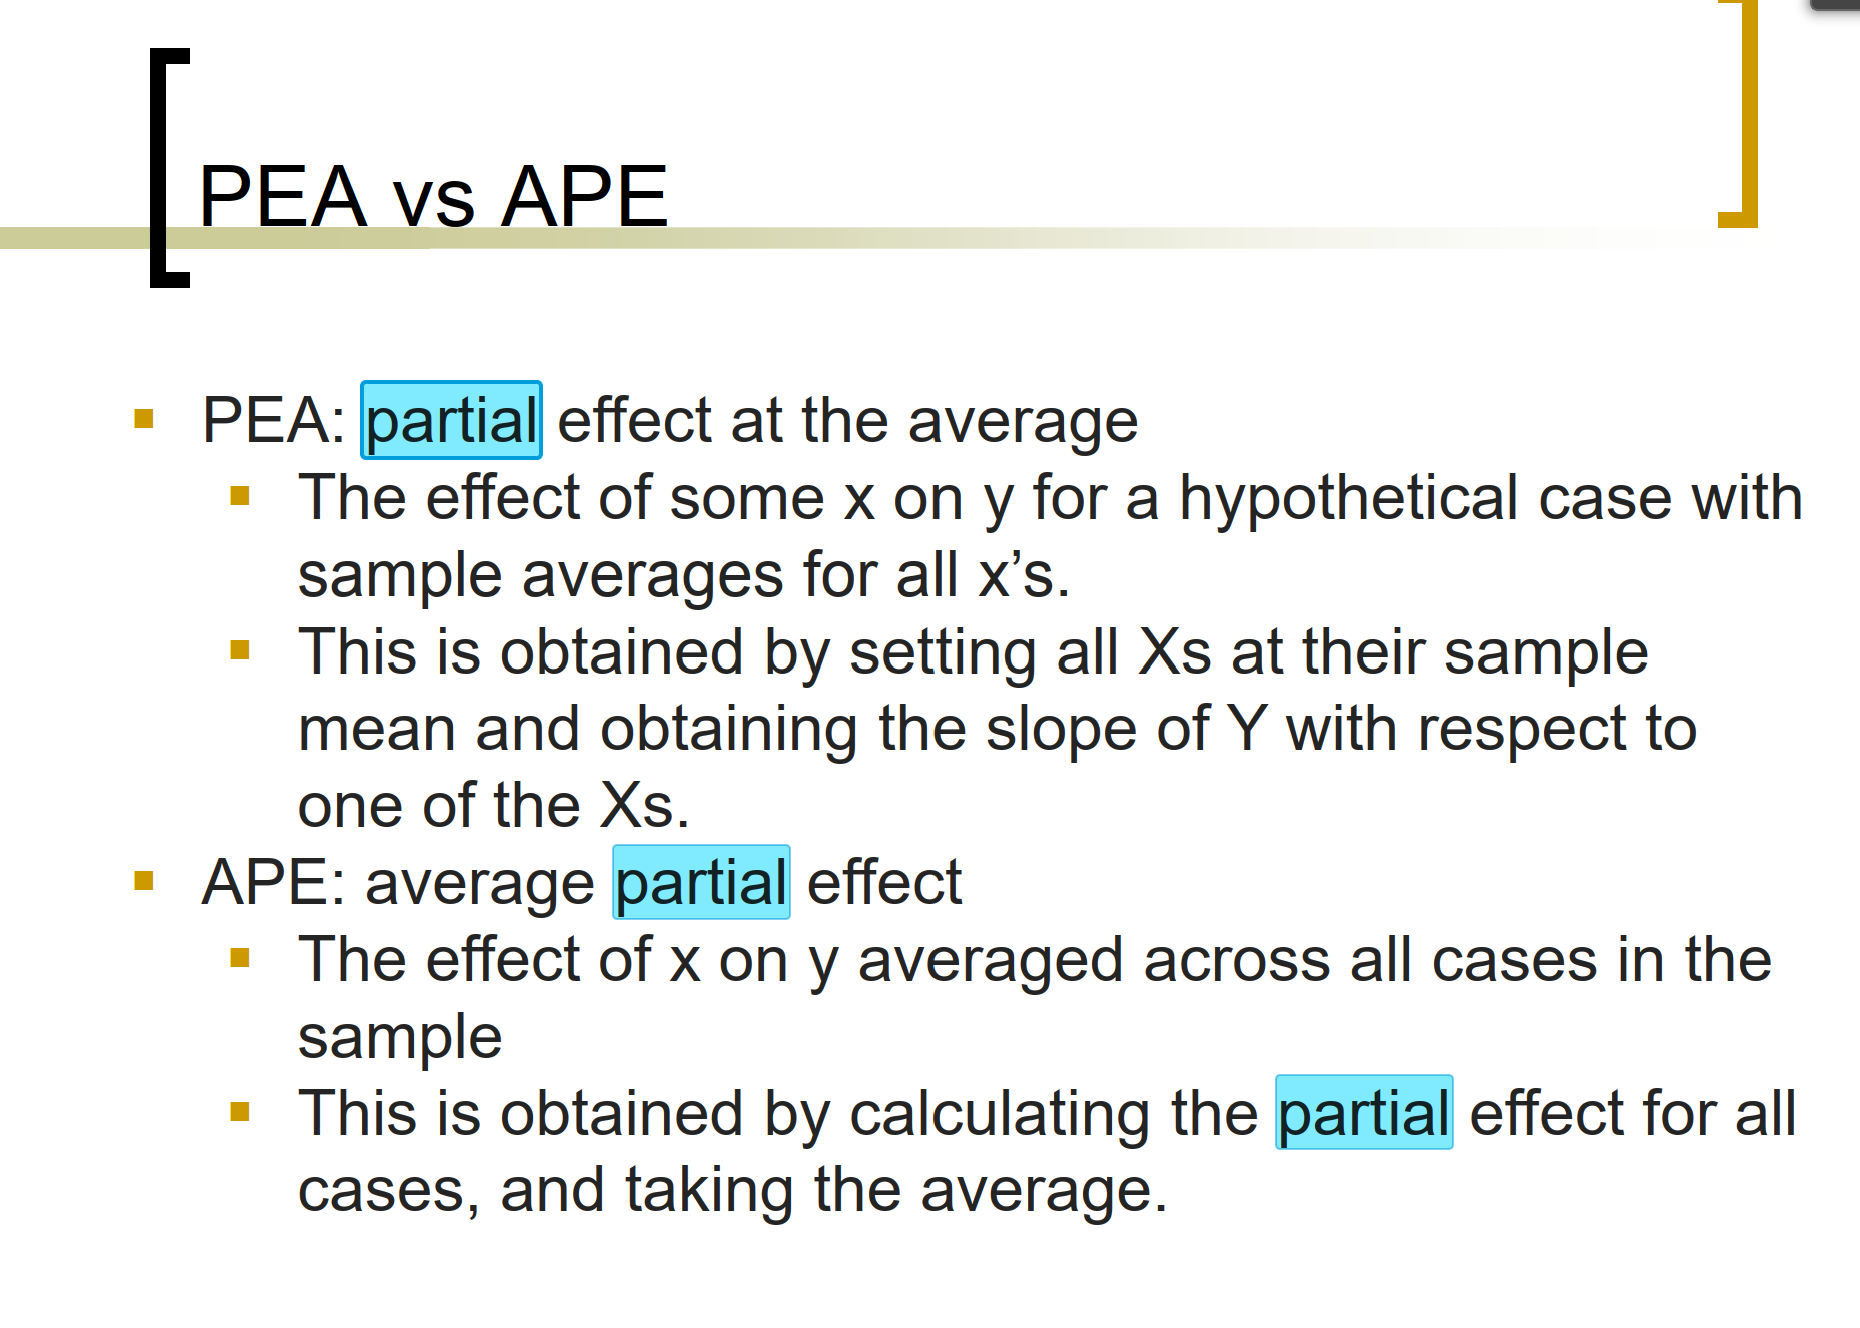 PEA vs APE
PEA: partial effect at the average
The effect of some x on y for a hypothetical case with
sample averages for all x’s.
This is obtained by setting all Xs at their sample
mean and obtaining the slope of Y with respect to
one of the Xs.
APE: average partial effect
The effect of x on y averaged across all cases in the
sample
This is obtained by calculating the partial effect for all
cases, and taking the average.